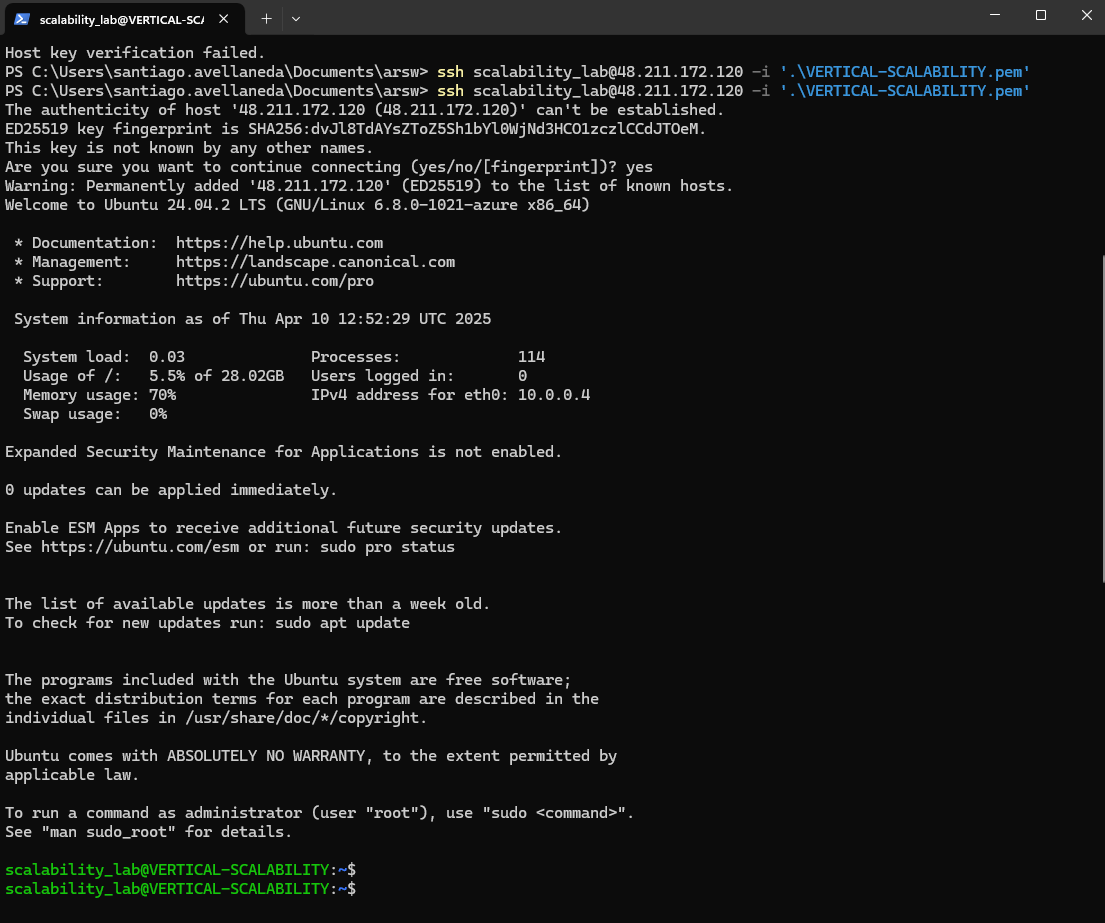 scalability_lab@VERTICAL-SCA
Host key verification failed.
PS C:\Users\santiago.avellaneda\Documents\arsw> ssh scalability_lab@48.211.172.120 -i '.\VERTICAL-SCALABILITY.pem'
PS C:\Users\santiago.avellaneda\Documents\arsw> ssh scalability_lab@48.211.172.120 -i '.\VERTICAL-SCALABILITY.pem'
The authenticity of host '48.211.172.120 (48.211.172.120)' can't be established.
ED25519 key fingerprint is SHA256:dvJl8TdAYsZToZ5Sh1bYl0WjNd3HCO1zczlCCdJTOeM.
This key is not known by any other names.
Are you sure you want to continue connecting (yes/no/[fingerprint])? yes
Warning: Permanently added '48.211.172.120' (ED25519) to the list of known hosts.
Welcome to Ubuntu 24.04.2 LTS (GNU/Linux 6.8.0-1021-azure x86_64)
* Documentation:  https://help.ubuntu.com
* Management:     https://landscape.canonical.com
* Support:        https://ubuntu.com/pro
System information as of Thu Apr 10 12:52:29 UTC 2025
System load:  0.03              Processes:             114
Usage of /:   5.5% of 28.02GB   Users logged in:       0
Memory usage: 70%               IPv4 address for eth0: 10.0.0.4
Swap usage:   0%
Expanded Security Maintenance for Applications is not enabled.
0 updates can be applied immediately.
Enable ESM Apps to receive additional future security updates.
See https://ubuntu.com/esm or run: sudo pro status
The list of available updates is more than a week old.
To check for new updates run: sudo apt update
The programs included with the Ubuntu system are free software;
the exact distribution terms for each program are described in the
individual files in /usr/share/doc/*/copyright.
Ubuntu comes with ABSOLUTELY NO WARRANTY, to the extent permitted by
applicable law.
To run a command as administrator (user "root"), use "sudo <command>".
See "man sudo_root" for details.
scalability_lab@VERTICAL-SCALABILITY:~$
scalability_lab@VERTICAL-SCALABILITY:~$